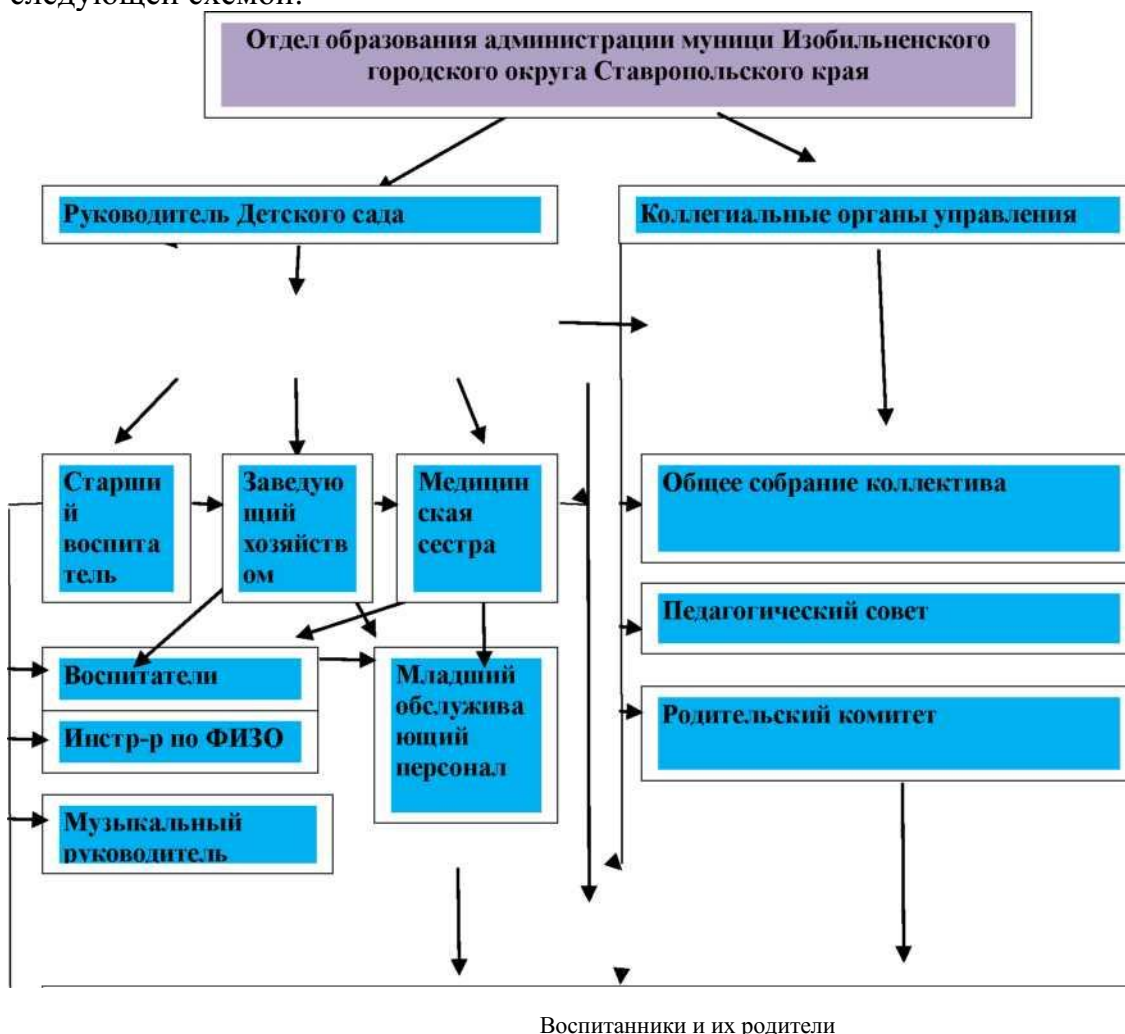 следующей схемой:
Отдел образования администрации муници Изобильненского
городского округа Ставропольского края
Руководитель Детского сада
Коллегиальные органы управления
Старши
й
воспита
тель
Заведую
щий
хозяйств
ом
Медицин
ская
сестра
Общее собрание коллектива
Педагогический совет
Воспитатели
Младший
обслужива
ющий
персонал
Родительский комитет
Инстр-р по ФИЗО
Музыкальный
руководитель
Воспитанники и их родители